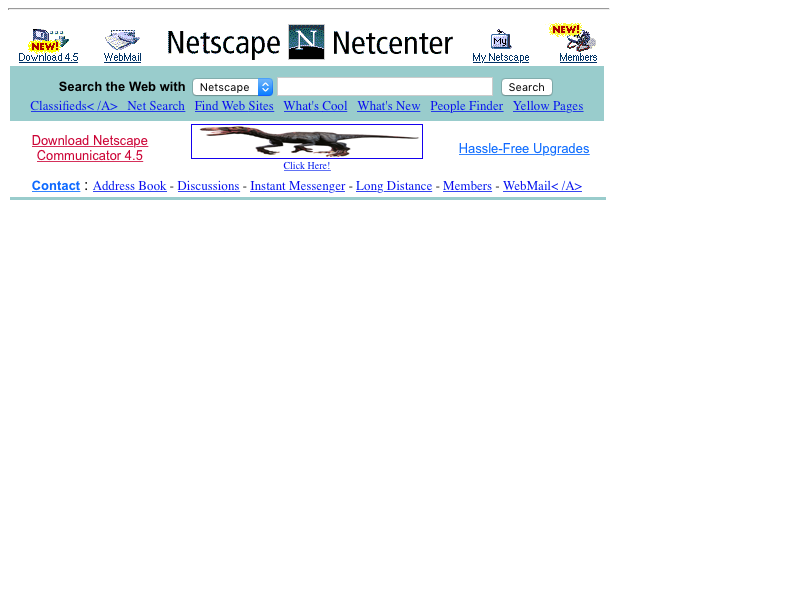 NEW! NEW!
Download 4.5 WebMail Netscape N Netcenter My My Netscape Members
Search the Web with Netscape Search
Classifieds< /A> Net Search Find Web Sites What's Cool What's New People Finder Yellow Pages
Download Netscape
Communicator 4.5
Hassle-Free Upgrades
Click Here!
Contact : Address Book - Discussions - Instant Messenger - Long Distance - Members - WebMail< /A>